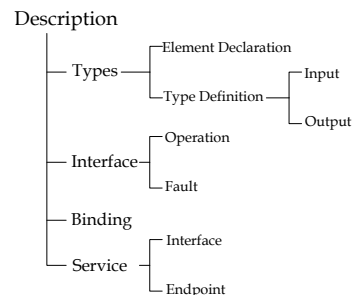 Description
Types
Element Declaration
Type Definition
Input
Output
Interface
Operation
Fault
Binding
Service
Interface
Endpoint